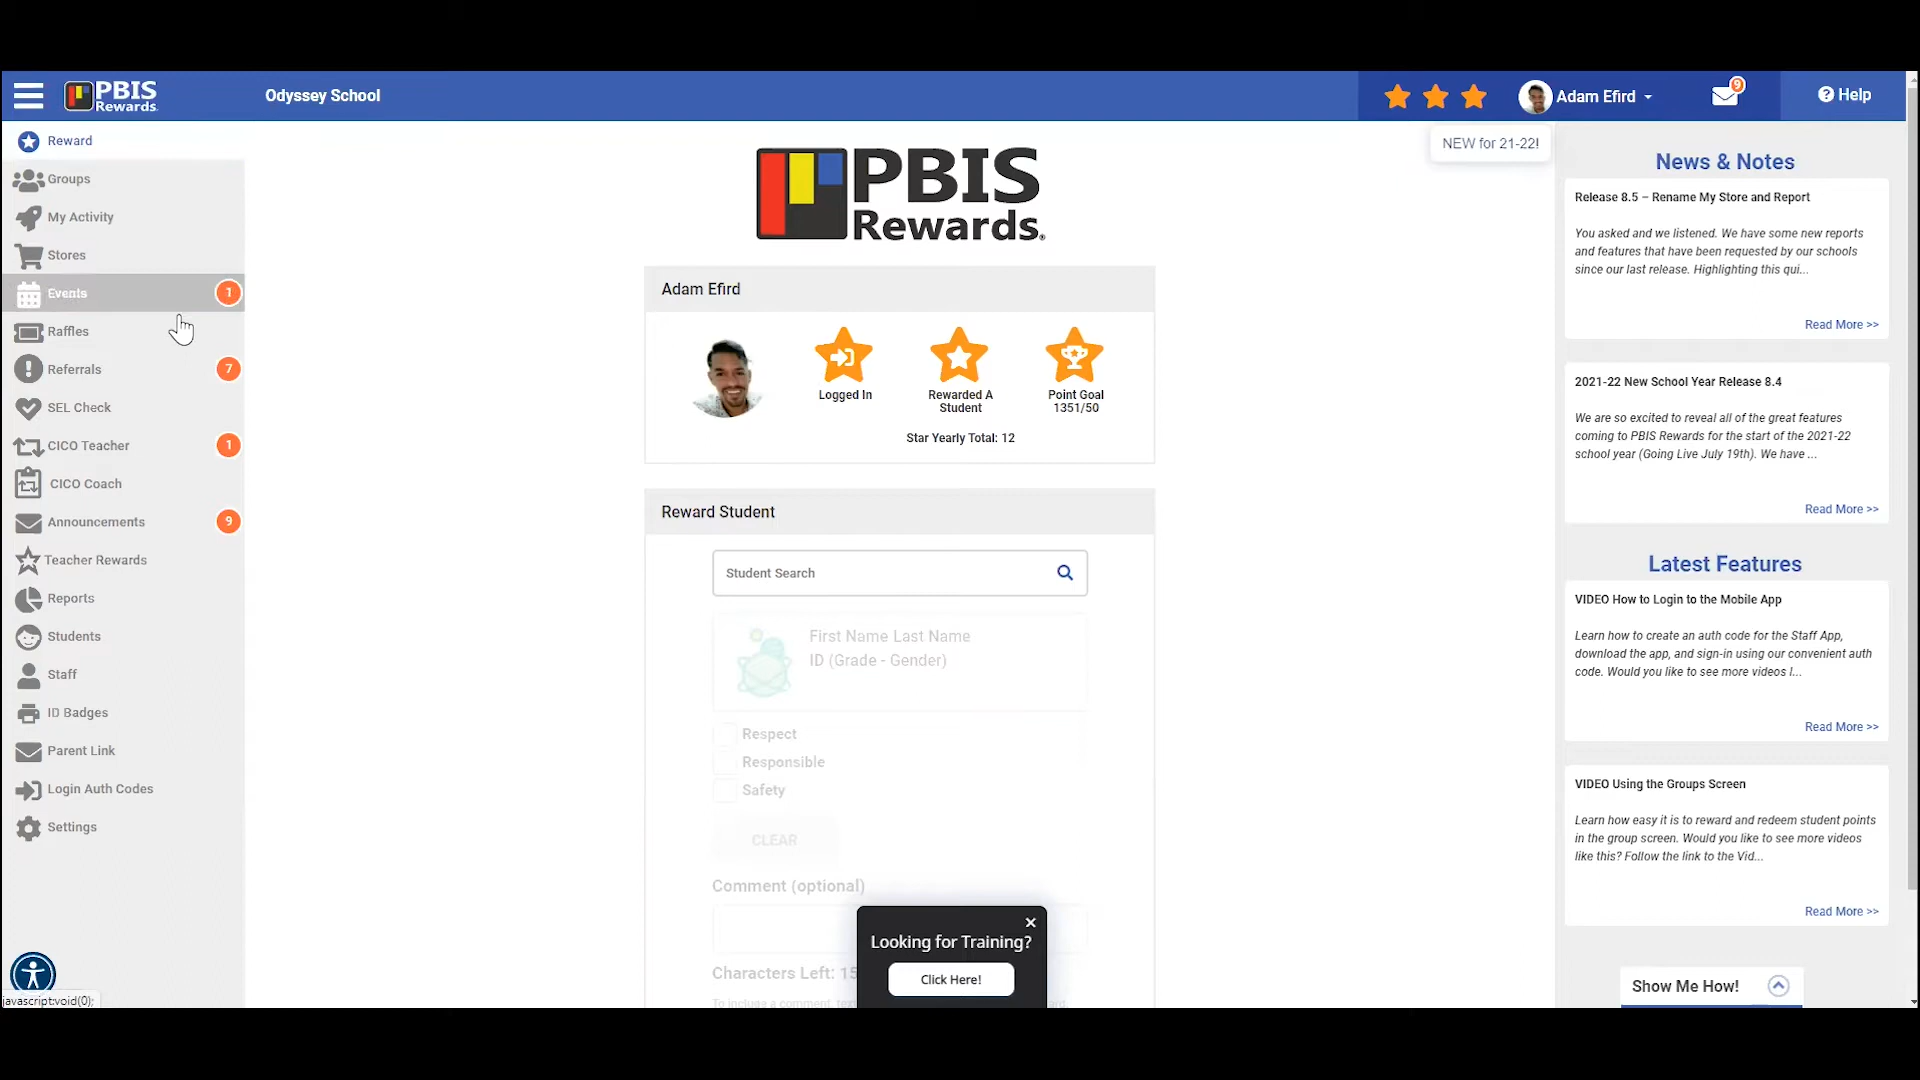 PBIS
Rewards
Odyssey School
Adam Efird
9
Help
Reward
Groups
My Activity
Stores
Events
1
Raffles
Referrals
7
SEL Check
CICO Teacher
1
CICO Coach
Announcements
9
Teacher Rewards
Reports
Students
Staff
ID Badges
Parent Link
Login Auth Codes
Settings
javascript:void(0);
PBIS
Rewards.
Adam Efird
Logged In
Rewarded A
Student
Point Goal
1351/50
Star Yearly Total: 12
Reward Student
Student Search
First Name Last Name
ID (Grade - Gender)
Respect
Responsible
Safety
CLEAR
Comment (optional)
Characters Left: 15
To include a comment,
Looking for Training?
Click Here!
NEW for 21-22!
News & Notes
Release 8.5 – Rename My Store and Report
You asked and we listened. We have some new reports
and features that have been requested by our schools
since our last release. Highlighting this qui...
Read More >>
2021-22 New School Year Release 8.4
We are so excited to reveal all of the great features
coming to PBIS Rewards for the start of the 2021-22
school year (Going Live July 19th). We have ...
Read More >>
Latest Features
VIDEO How to Login to the Mobile App
Learn how to create an auth code for the Staff App,
download the app, and sign-in using our convenient auth
code. Would you like to see more videos l...
Read More >>
VIDEO Using the Groups Screen
Learn how easy it is to reward and redeem student points
in the group screen. Would you like to see more videos
like this? Follow the link to the Vid...
Read More >>
Show Me How!